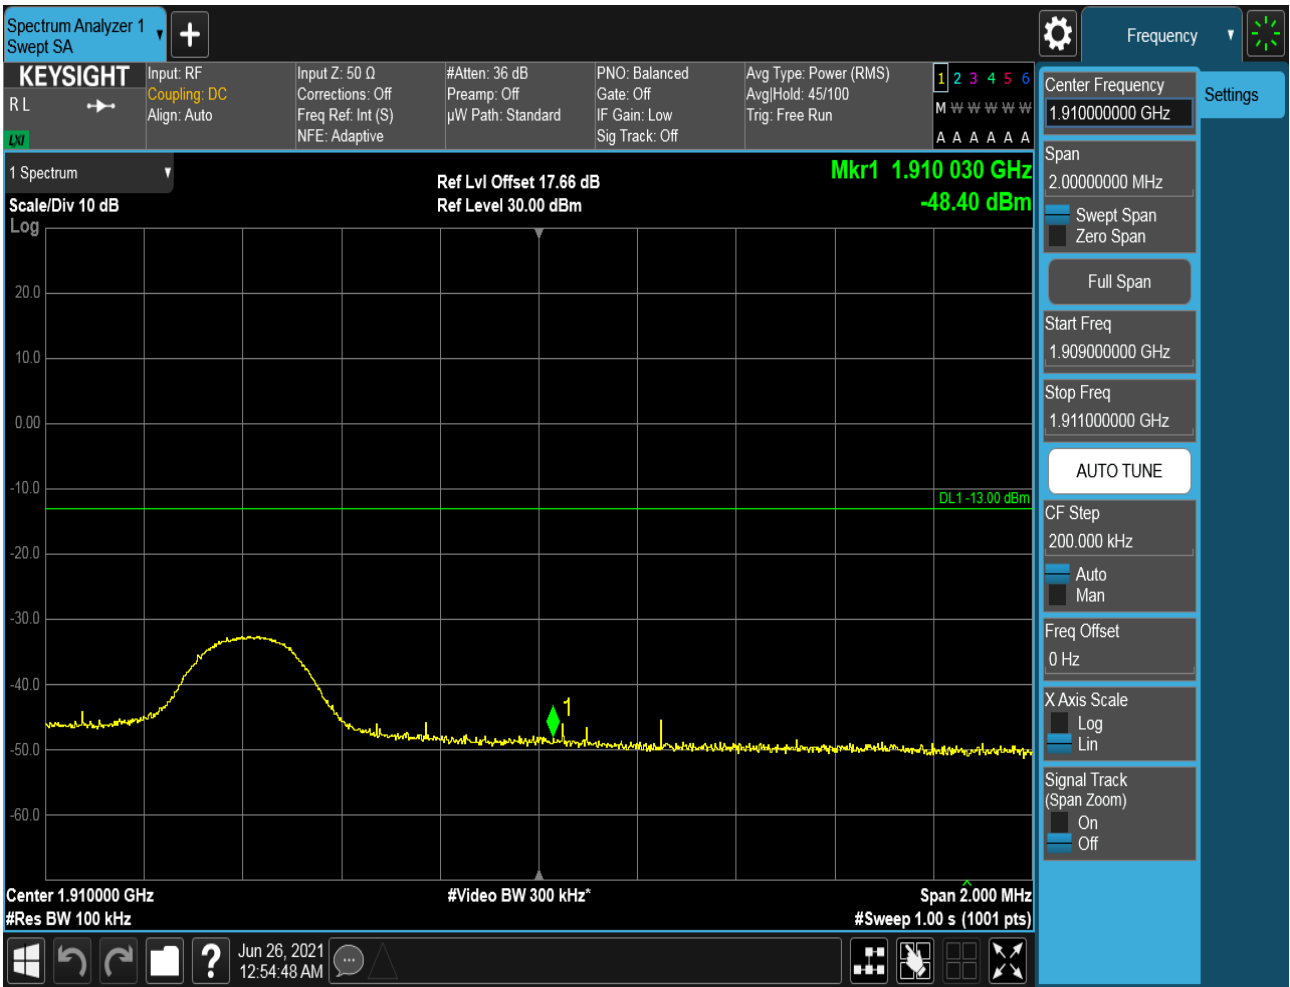 Spectrum Analyzer 1
Swept SA
Frequency
KEYSIGHT
R L
LXI
Input: RF
Coupling: DC
Align: Auto
Input Z: 50 Ω
Corrections: Off
Freq Ref: Int (S)
NFE: Adaptive
#Atten: 36 dB
Preamp: Off
µW Path: Standard
PNO: Balanced
Gate: Off
IF Gain: Low
Sig Track: Off
Avg Type: Power (RMS)
Avg|Hold: 45/100
Trig: Free Run
1 2 3 4 5 6
M W W W W W
A A A A A A
1 Spectrum
Scale/Div 10 dB
Log
Ref Lvl Offset 17.66 dB
Ref Level 30.00 dBm
Mkr1 1.910 030 GHz
-48.40 dBm
20.0
10.0
0.00
-10.0
DL1 -13.00 dBm
-20.0
-30.0
-40.0
1
-50.0
-60.0
Center 1.910000 GHz
#Res BW 100 kHz
#Video BW 300 kHz*
Span 2.000 MHz
#Sweep 1.00 s (1001 pts)
Jun 26, 2021
12:54:48 AM
Center Frequency
1.910000000 GHz
Settings
Span
2.00000000 MHz
Swept Span
Zero Span
Full Span
Start Freq
1.909000000 GHz
Stop Freq
1.911000000 GHz
AUTO TUNE
CF Step
200.000 kHz
Auto
Man
Freq Offset
0 Hz
X Axis Scale
Log
Lin
Signal Track
(Span Zoom)
On
Off